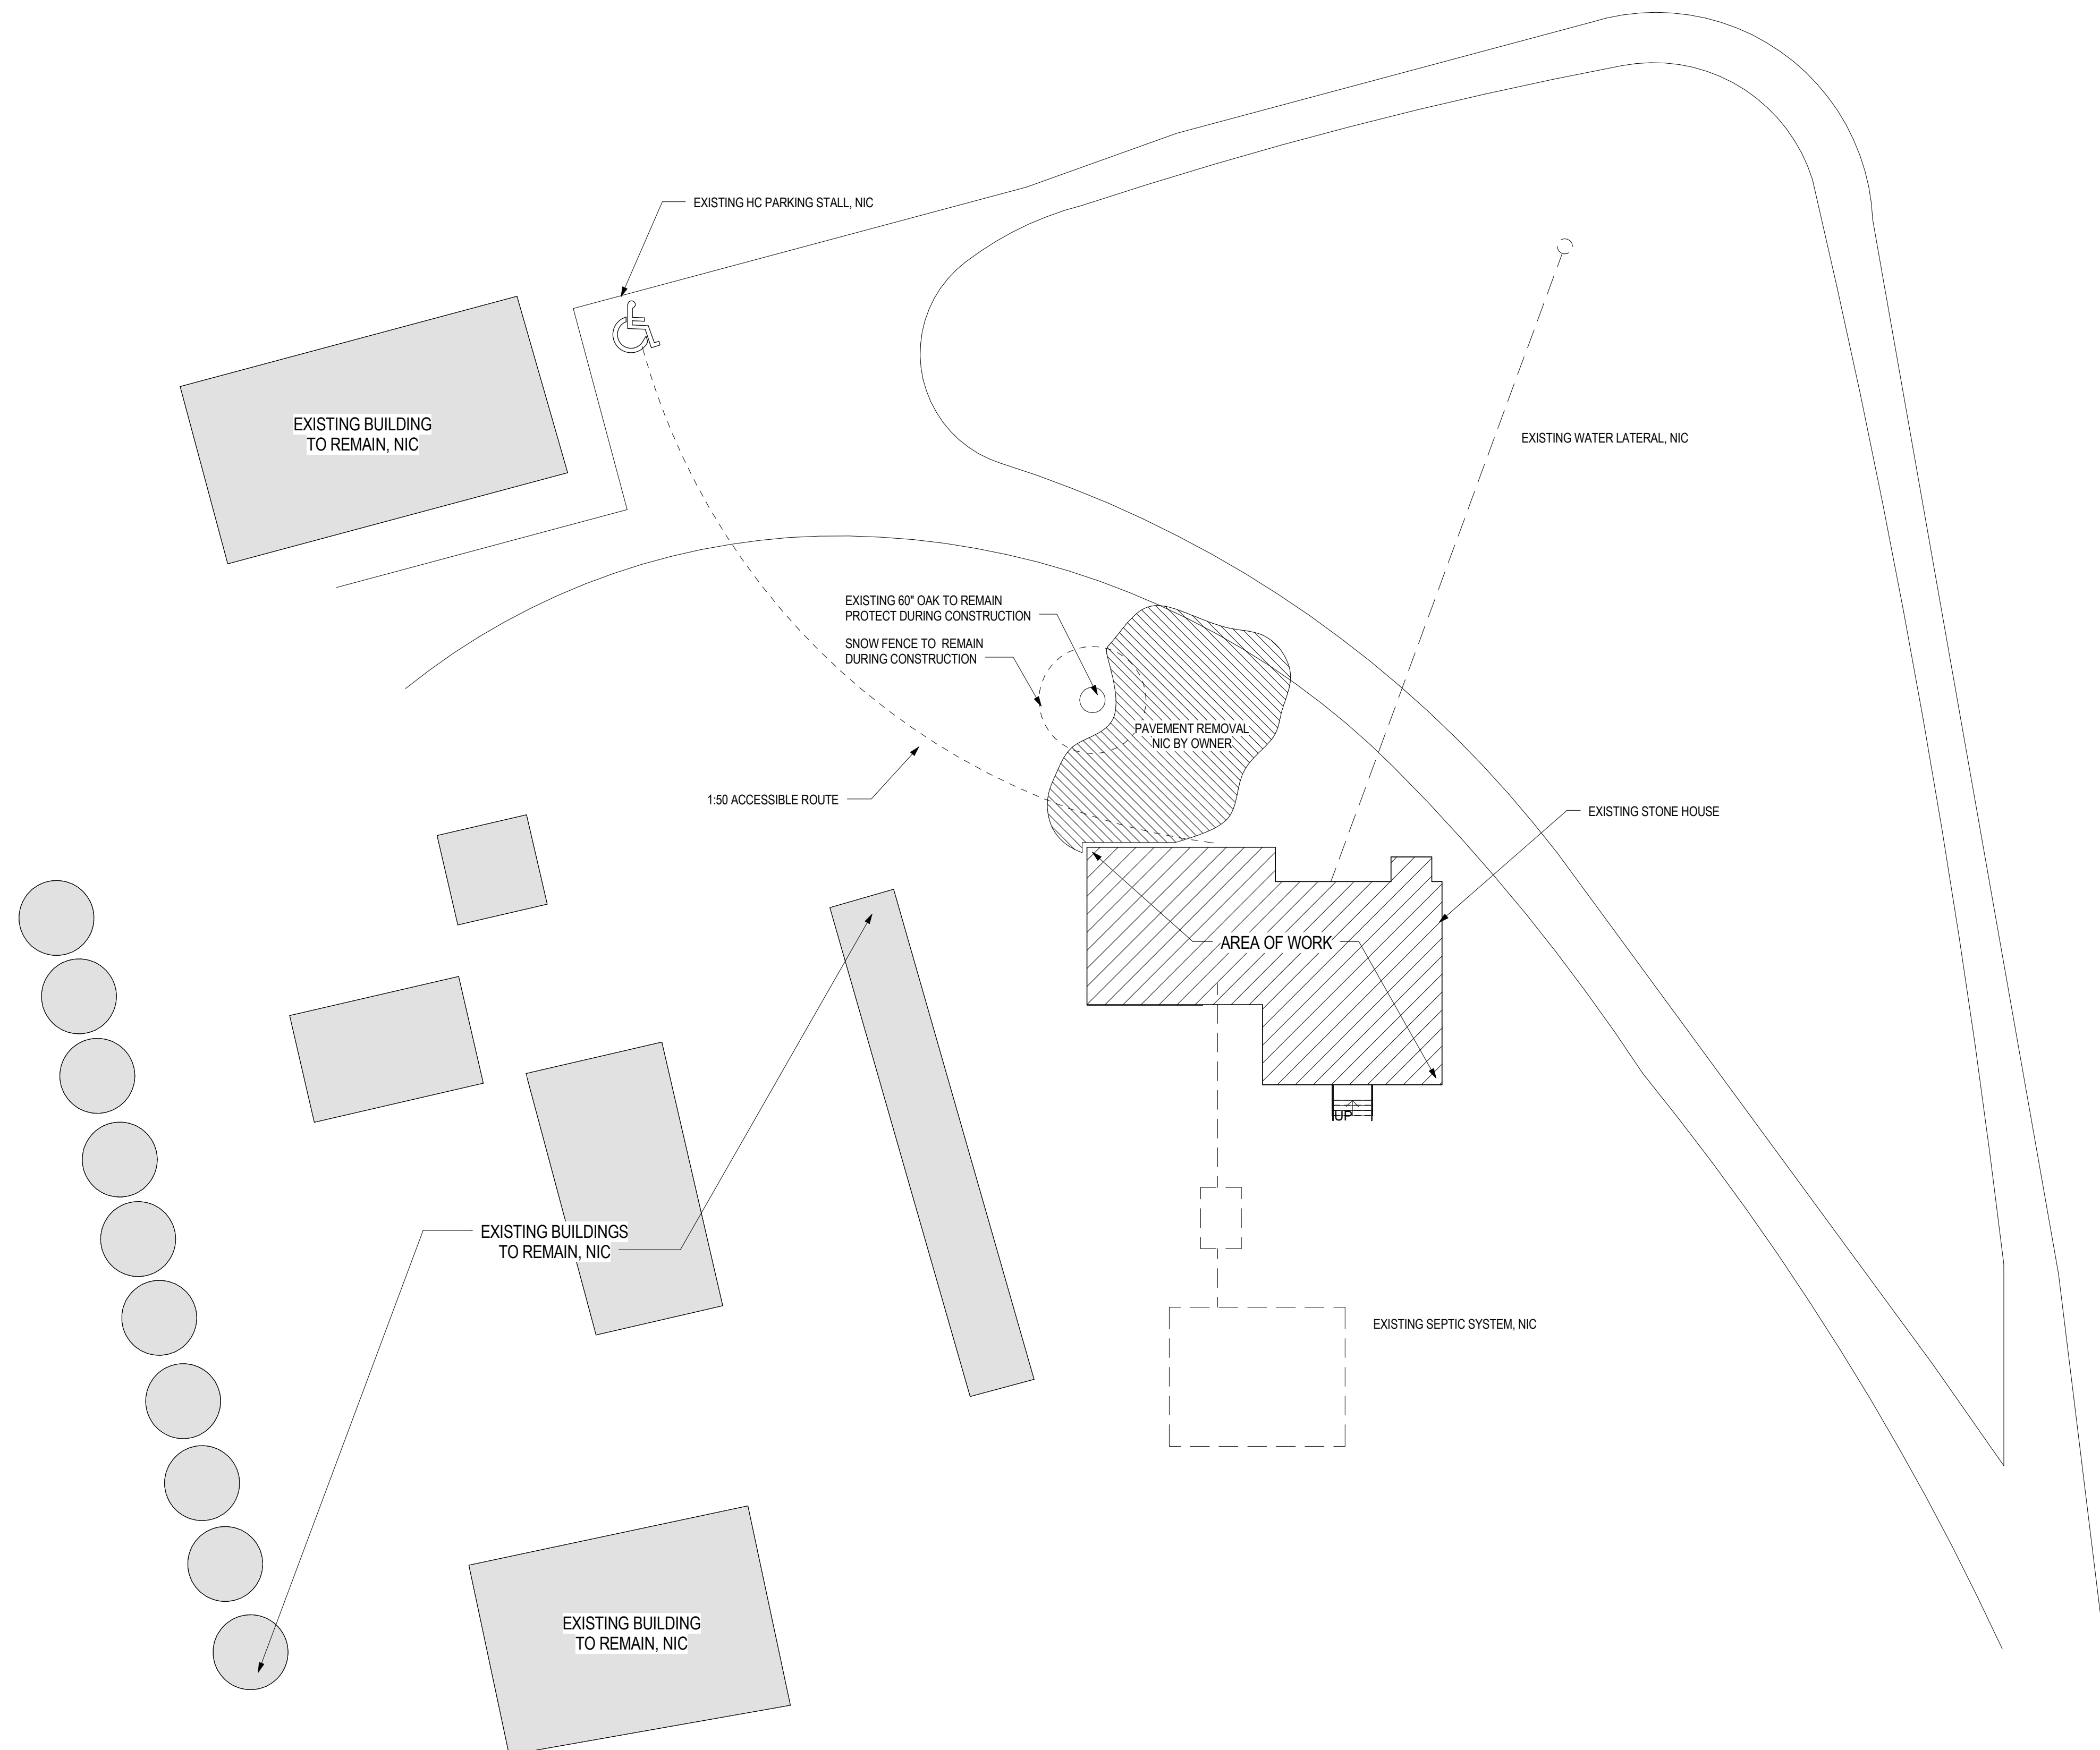 EXISTING HC PARKING STALL, NIC
EXISTING BUILDING
TO REMAIN, NIC
EXISTING WATER LATERAL, NIC
EXISTING 60" OAK TO REMAIN
PROTECT DURING CONSTRUCTION
SNOW FENCE TO REMAIN
DURING CONSTRUCTION
PAVEMENT REMOVAL
NIC BY OWNER
1:50 ACCESSIBLE ROUTE
EXISTING STONE HOUSE
AREA OF WORK
UP
EXISTING BUILDINGS
TO REMAIN, NIC
EXISTING SEPTIC SYSTEM, NIC
EXISTING BUILDING
TO REMAIN, NIC